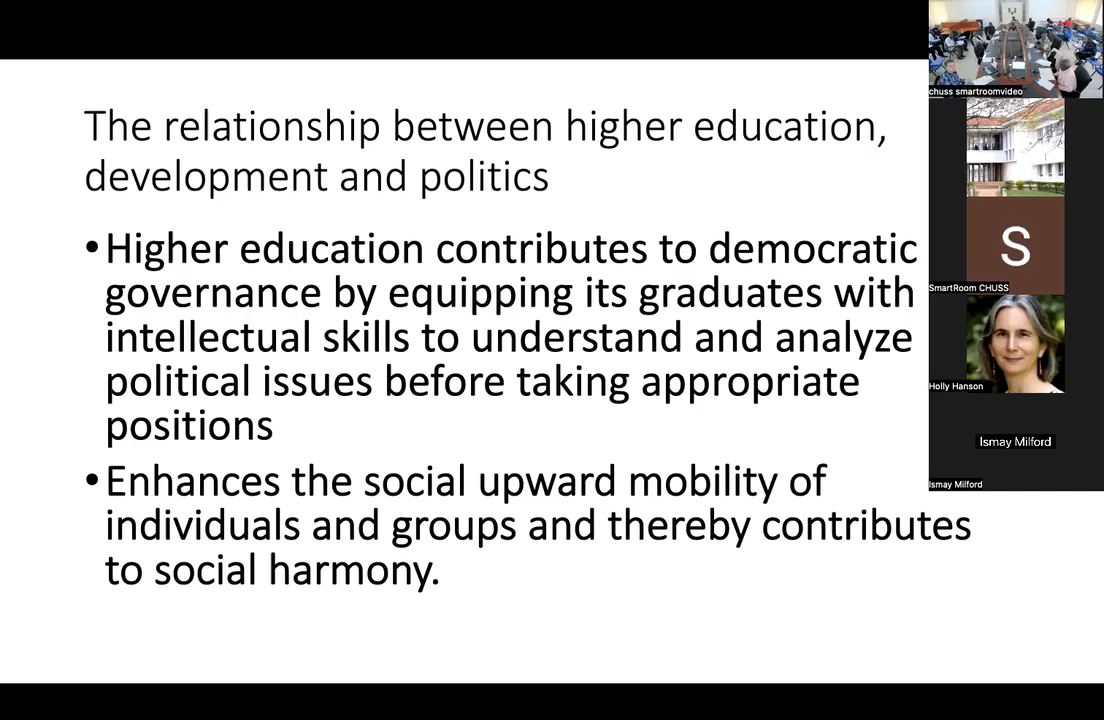 The relationship between higher education,
development and politics
•Higher education contributes to democratic
governance by equipping its graduates with
intellectual skills to understand and analyze
political issues before taking appropriate
positions
•Enhances the social upward mobility of
individuals and groups and thereby contributes
to social harmony.
chuss smartroomvideo
S
SmartRoom CHUSS
Holly Hanson
Ismay Milford
Ismay Milford